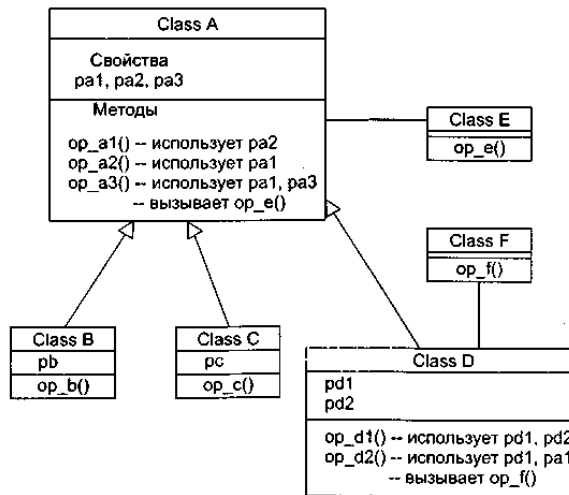 Class A
Свойства
pa1, pa2, pa3
Методы
op_a1() -- использует pa2
op_a2() -- использует pa1
op_a3() -- использует pa1, pa3
-- вызывает op_e()
Class E
op_e()
Class F
op_f()
Class B
pb
op_b()
Class C
pc
op_c()
Class D
pd1
pd2
op_d1() -- использует pd1, pd2
op_d2() -- использует pd1, pa1
-- вызывает op_f()